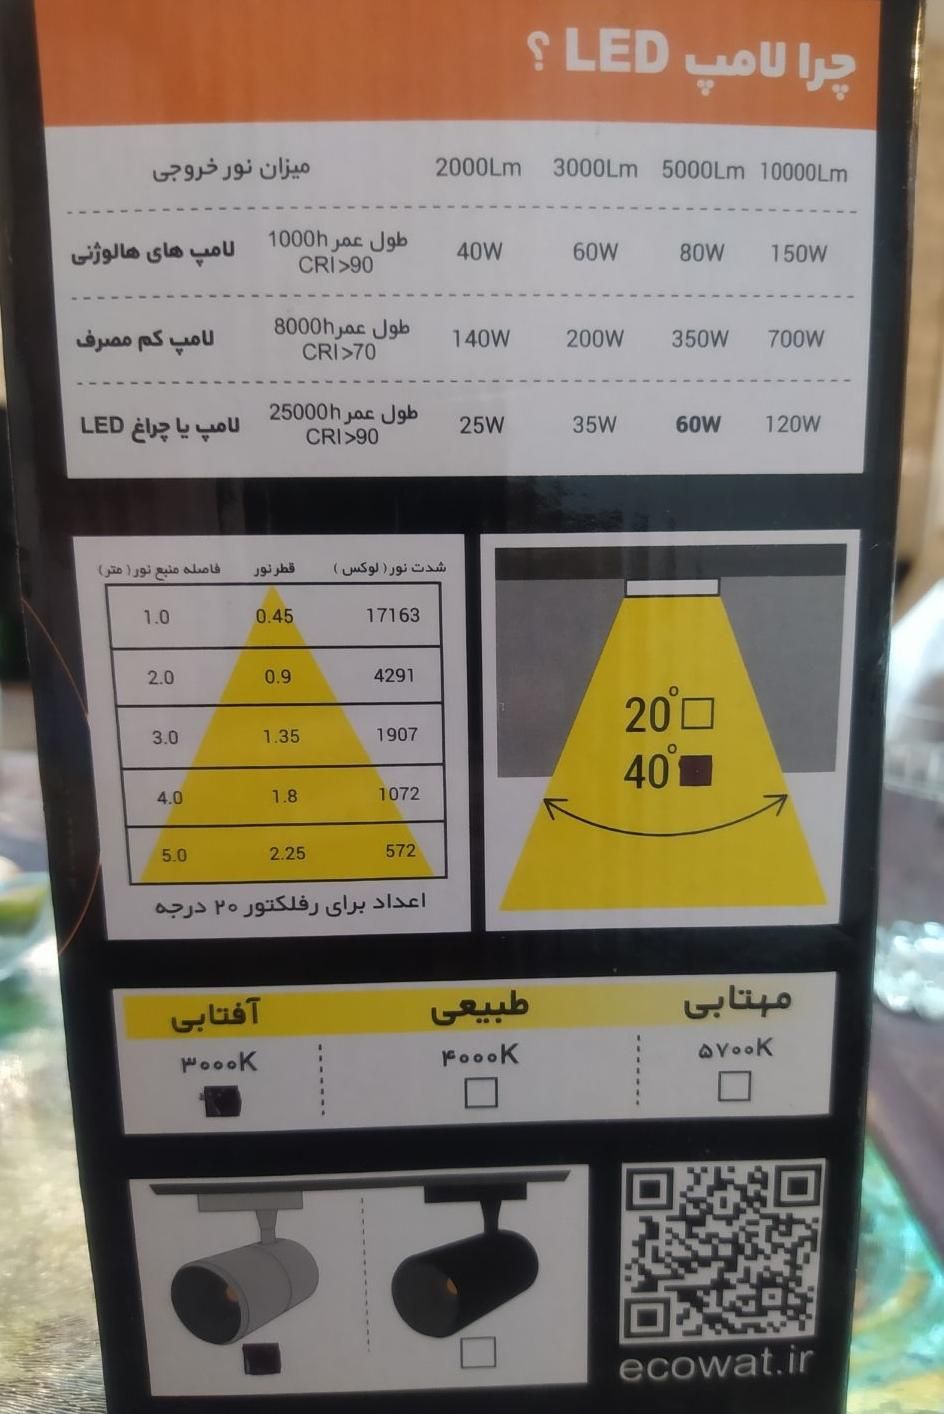 چرا لامپ LED ؟
میزان نور خروجی 2000Lm 3000Lm 5000Lm 10000Lm
لامپ های هالوژنی طول عمر 1000h CRI>90 40W 60W 80W 150W
لامپ کم مصرف طول عمر 8000h CRI>70 140W 200W 350W 700W
لامپ یا چراغ LED طول عمر 25000h CRI>90 25W 35W 60W 120W
فاصله منبع نور( متر) قطر نور شدت نور( لوکس )
1.0 0.45 17163
2.0 0.9 4291
3.0 1.35 1907
4.0 1.8 1072
5.0 2.25 572
اعداد برای رفلکتور ۲۰ درجه
20°
40°
آفتابی طبیعی مهتابی
۳۰۰۰K ۴۰۰۰K ۵۷۰۰K
ecowat.ir